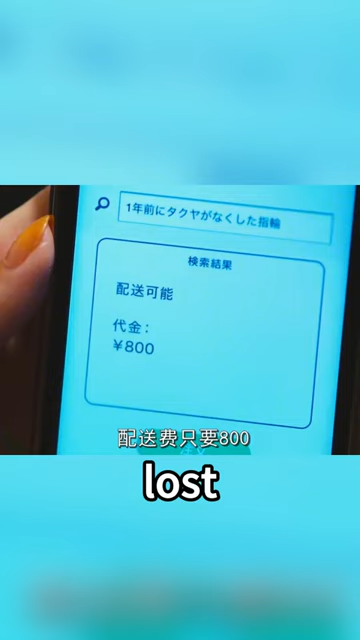 1年前にタクヤがなくした指輪
検索結果
配送可能
代金：
¥800
配送费只要800
lost